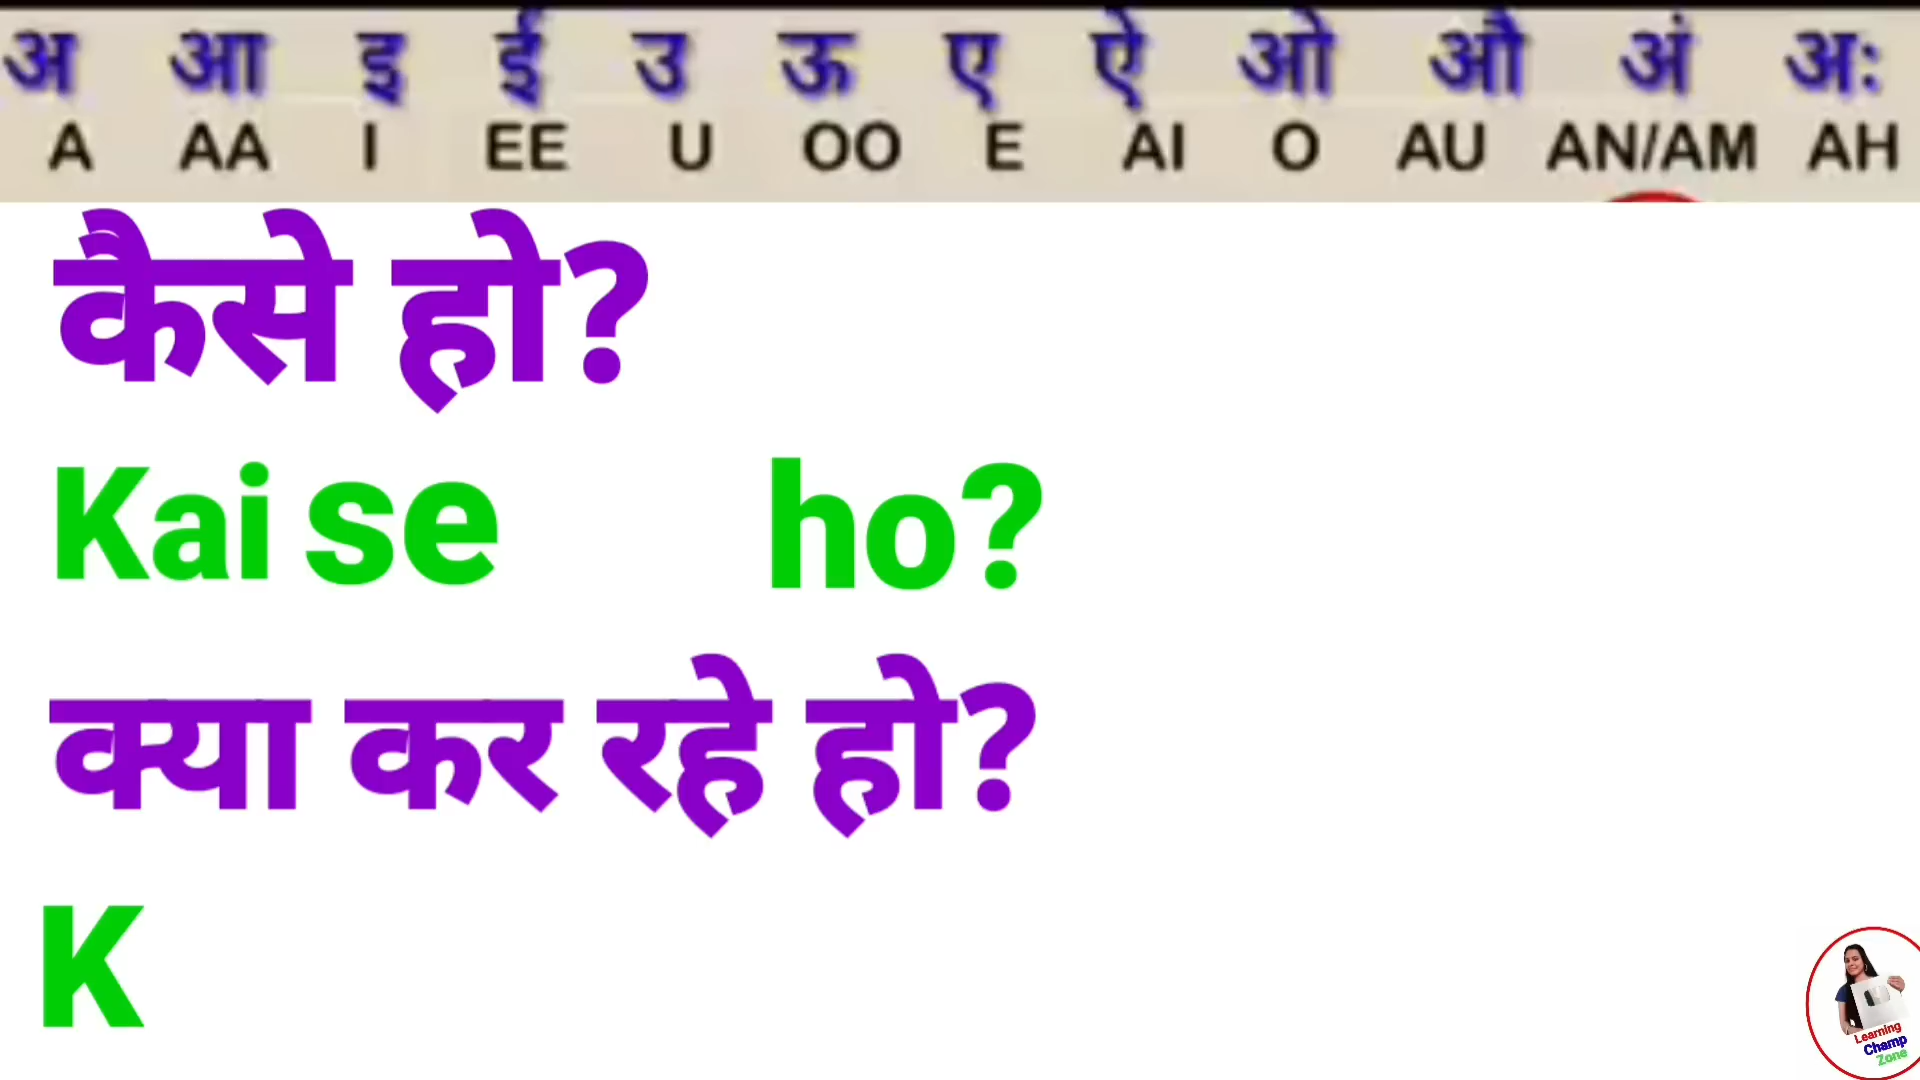 अ आ इ ई उ ऊ ए ऐ ओ औ अं अः
A AA I EE U OO E AI O AU AN/AM AH
कैसे हो?
Kai se ho?
क्या कर रहे हो?
K
Learning
Champ
Zone